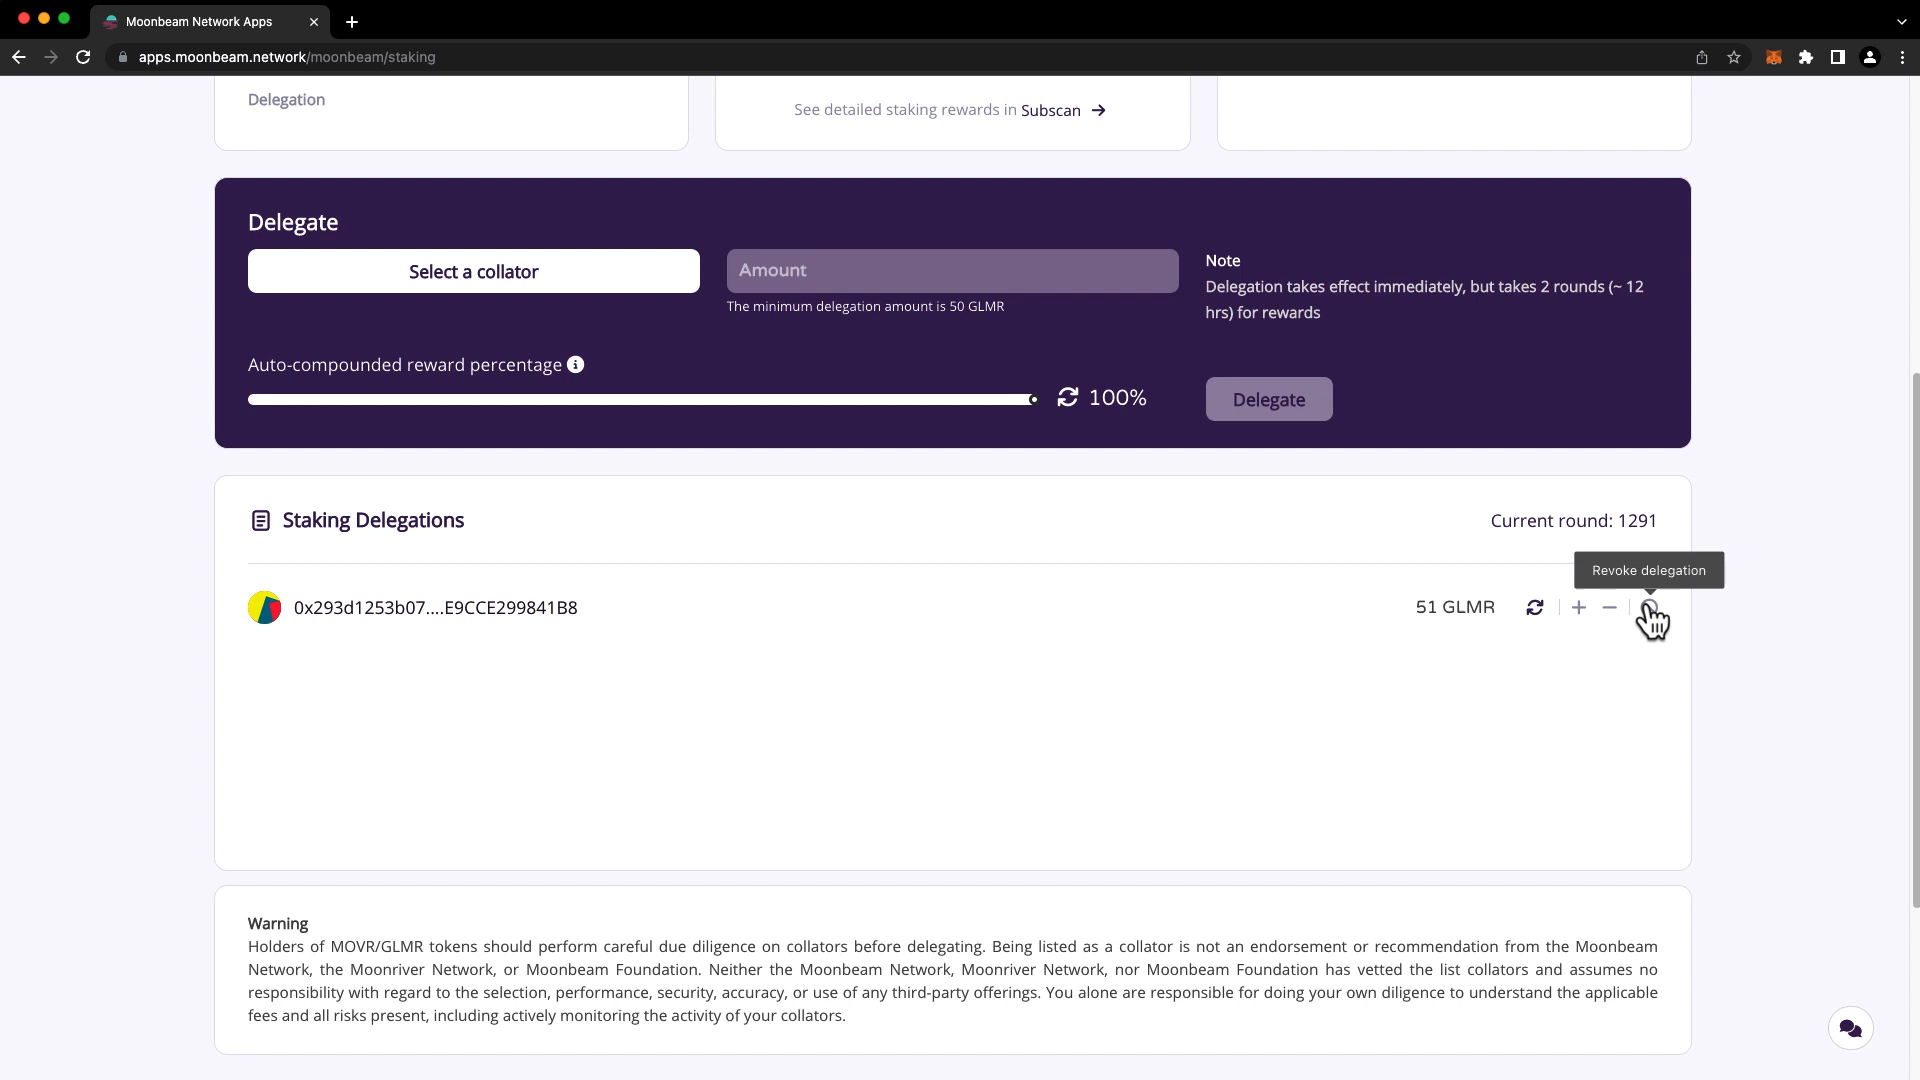 Moonbeam Network Apps
apps.moonbeam.network/moonbeam/staking
Delegation
See detailed staking rewards in Subscan →
Delegate
Select a collator
Amount
The minimum delegation amount is 50 GLMR
Note
Delegation takes effect immediately, but takes 2 rounds (~ 12
hrs) for rewards
Auto-compounded reward percentage
100%
Delegate
Staking Delegations
Current round: 1291
Revoke delegation
0x293d1253b07....E9CCE299841B8
51 GLMR
Warning
Holders of MOVR/GLMR tokens should perform careful due diligence on collators before delegating. Being listed as a collator is not an endorsement or recommendation from the Moonbeam
Network, the Moonriver Network, or Moonbeam Foundation. Neither the Moonbeam Network, Moonriver Network, nor Moonbeam Foundation has vetted the list collators and assumes no
responsibility with regard to the selection, performance, security, accuracy, or use of any third-party offerings. You alone are responsible for doing your own diligence to understand the applicable
fees and all risks present, including actively monitoring the activity of your collators.